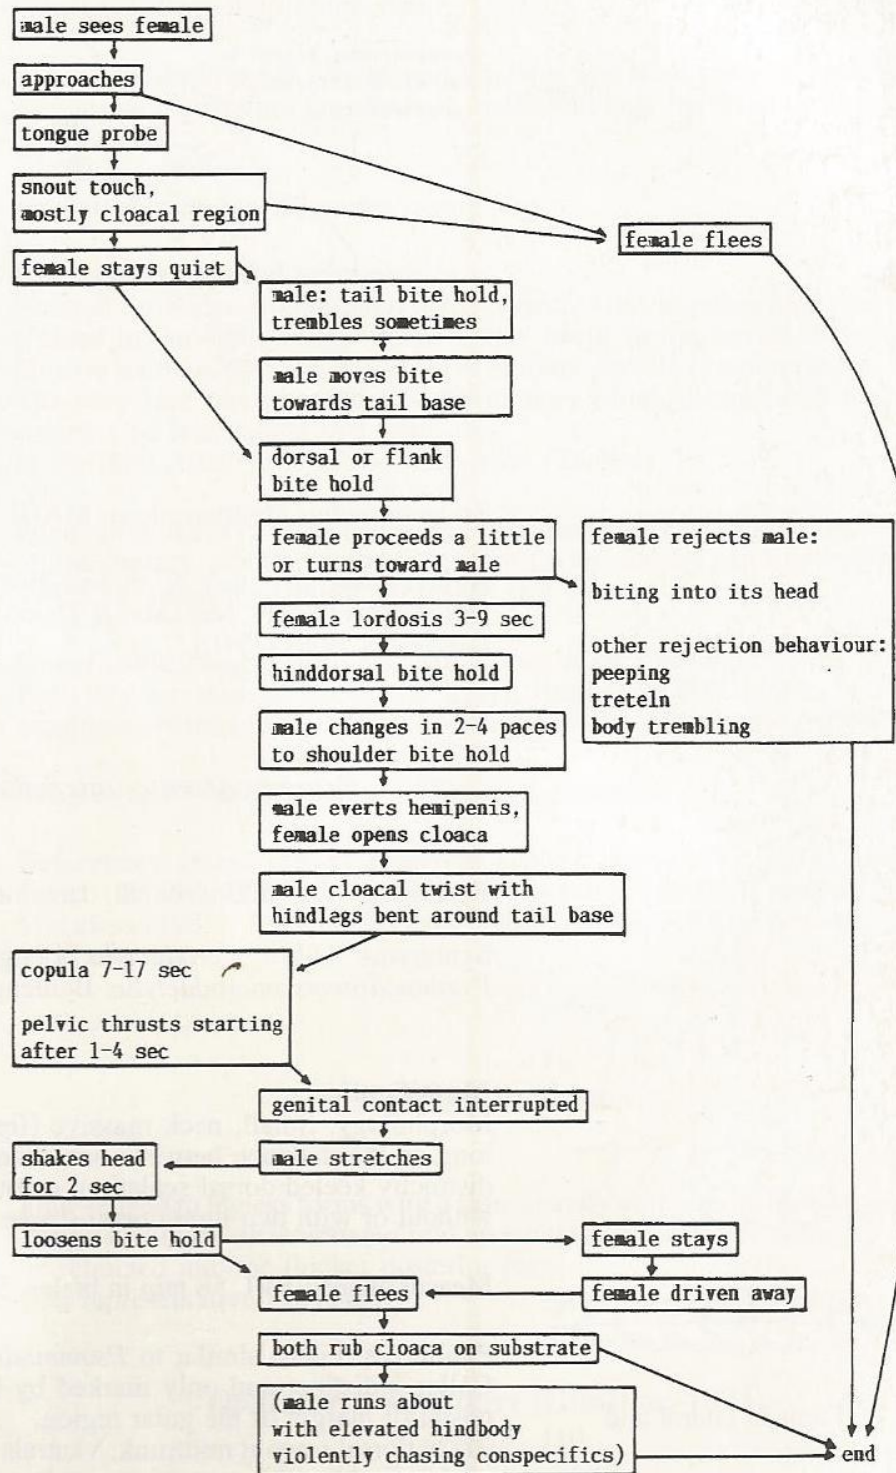 male sees female
approaches
tongue probe
snout touch,
mostly cloacal region
female flees
female stays quiet
male: tail bite hold,
trembles sometimes
male moves bite
towards tail base
dorsal or flank
bite hold
female proceeds a little
or turns toward male
female rejects male:
biting into its head
other rejection behaviour:
peeping
treteln
body trembling
female lordosis 3-9 sec
hinddorsal bite hold
male changes in 2-4 paces
to shoulder bite hold
male everts hemipenis,
female opens cloaca
male cloacal twist with
hindlegs bent around tail base
copula 7-17 sec
pelvic thrusts starting
after 1-4 sec
genital contact interrupted
male stretches
shakes head
for 2 sec
loosens bite hold
female stays
female driven away
female flees
both rub cloaca on substrate
(male runs about
with elevated hindbody
violently chasing conspecifics)
end